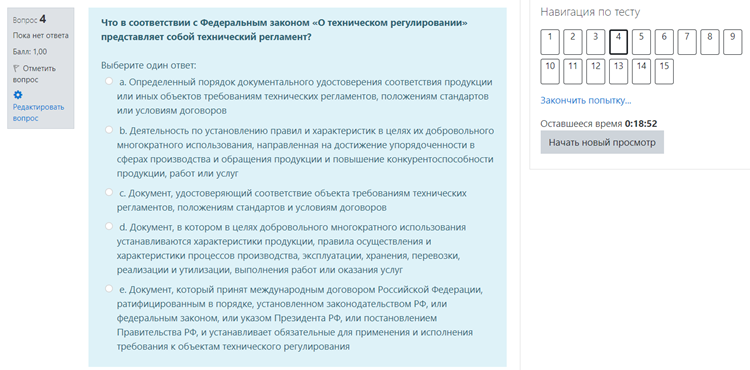 Вопрос 4
Пока нет ответа
Балл: 1,00
Отметить
вопрос
Редактировать
вопрос
Что в соответствии с Федеральным законом «О техническом регулировании»
представляет собой технический регламент?
Выберите один ответ:
a. Определенный порядок документального удостоверения соответствия продукции
или иных объектов требованиям технических регламентов, положениям стандартов
или условиям договоров
b. Деятельность по установлению правил и характеристик в целях их добровольного
многократного использования, направленная на достижение упорядоченности в
сферах производства и обращения продукции и повышение конкурентоспособности
продукции, работ или услуг
c. Документ, удостоверяющий соответствие объекта требованиям технических
регламентов, положениям стандартов и условиям договоров
d. Документ, в котором в целях добровольного многократного использования
устанавливаются характеристики продукции, правила осуществления и
характеристики процессов производства, эксплуатации, хранения, перевозки,
реализации и утилизации, выполнения работ или оказания услуг
e. Документ, который принят международным договором Российской Федерации,
ратифицированным в порядке, установленном законодательством РФ, или
федеральным законом, или указом Президента РФ, или постановлением
Правительства РФ, и устанавливает обязательные для применения и исполнения
требования к объектам технического регулирования
Навигация по тесту
1 2 3 4 5 6 7 8 9
10 11 12 13 14 15
Закончить попытку...
Оставшееся время 0:18:52
Начать новый просмотр